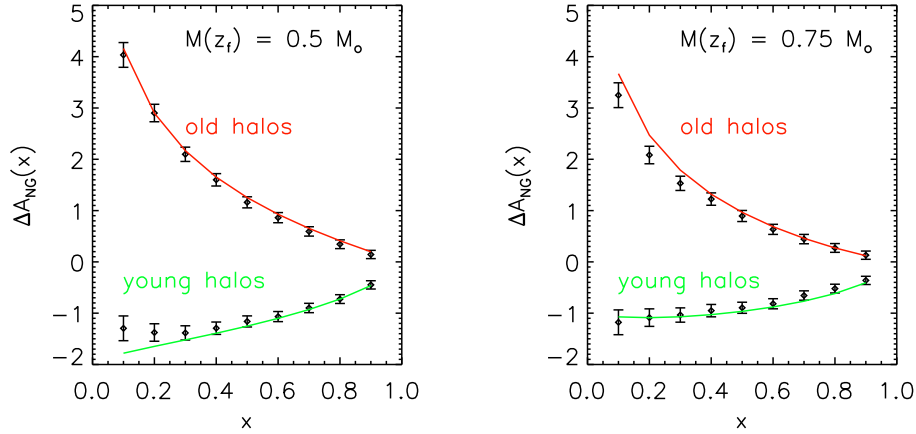 M(z_f) = 0.5 M_o
old halos
young halos
ΔA_NG(x)
5
4
3
2
1
0
−1
−2
0.0 0.2 0.4 0.6 0.8 1.0
x
M(z_f) = 0.75 M_o
old halos
young halos
ΔA_NG(x)
5
4
3
2
1
0
−1
−2
0.0 0.2 0.4 0.6 0.8 1.0
x